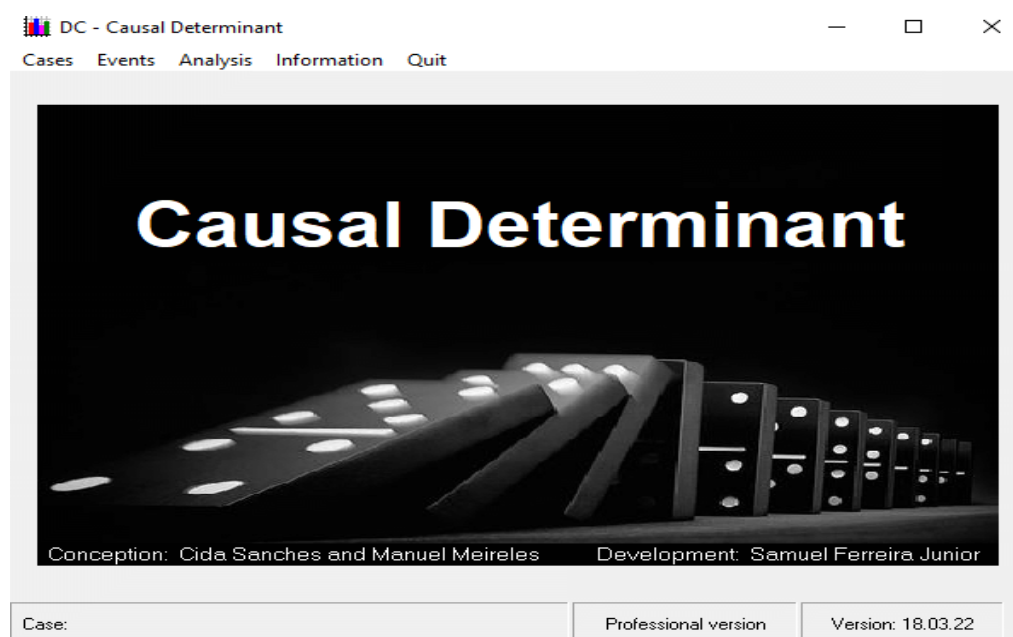 DC - Causal Determinant
Cases Events Analysis Information Quit
Causal Determinant
Conception: Cida Sanches and Manuel Meireles Development: Samuel Ferreira Junior
Case: Professional version Version: 18.03.22